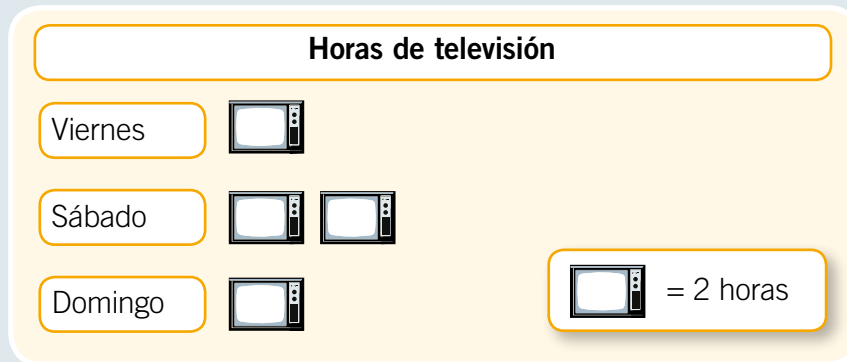 Horas de televisión
Viernes
Sábado
Domingo
= 2 horas